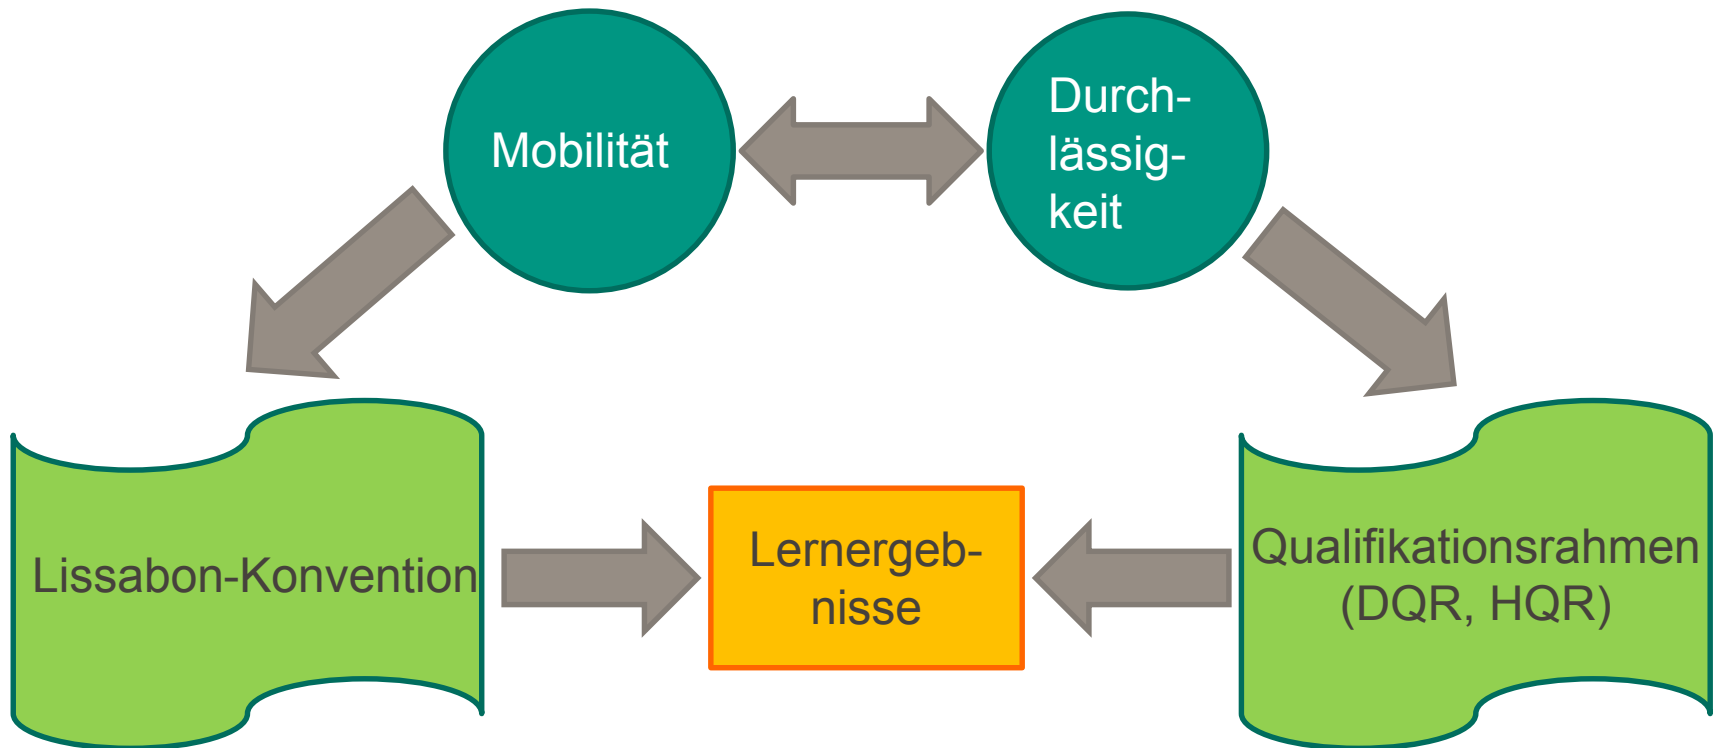 Mobilität
Durch-
lässig-
keit
Lissabon-Konvention
Lernergeb-
nisse
Qualifikationsrahmen
(DQR, HQR)